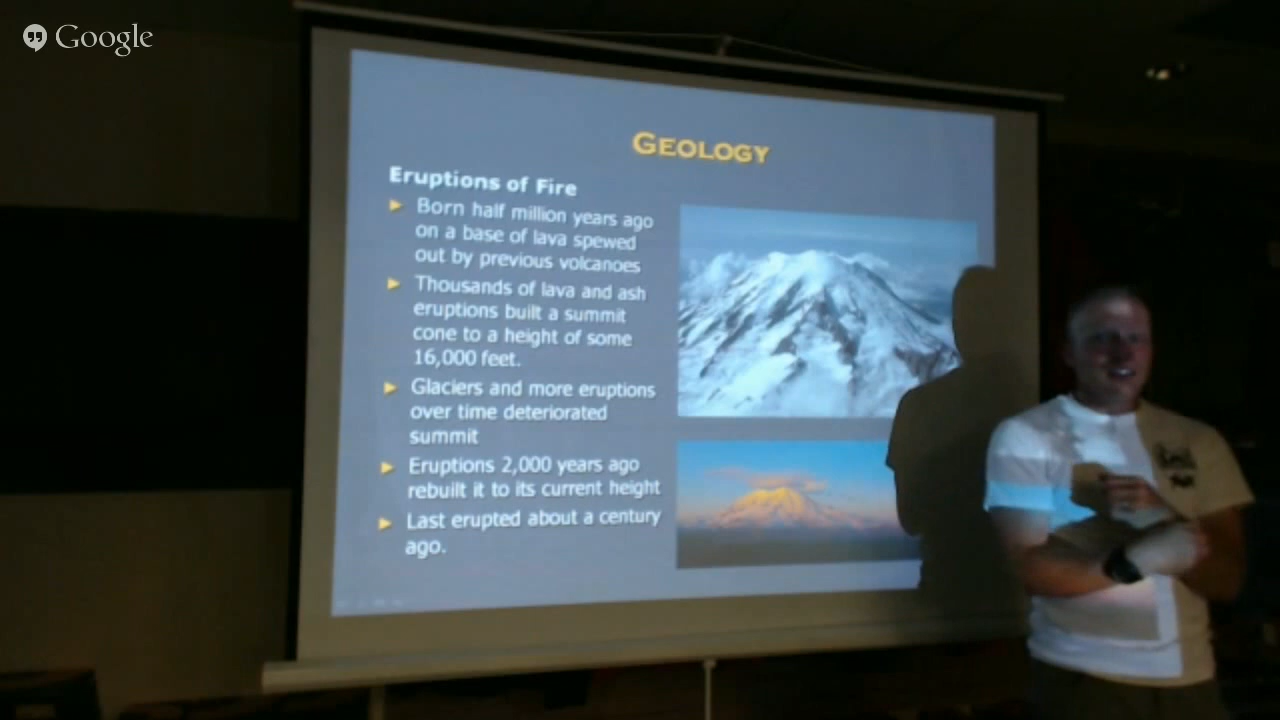 Google
GEOLOGY
Eruptions of Fire
Born half million years ago
on a base of lava spewed
out by previous volcanoes
Thousands of lava and ash
eruptions built a summit
cone to a height of some
16,000 feet.
Glaciers and more eruptions
over time deteriorated
summit
Eruptions 2,000 years ago
rebuilt it to its current height
Last erupted about a century
ago.